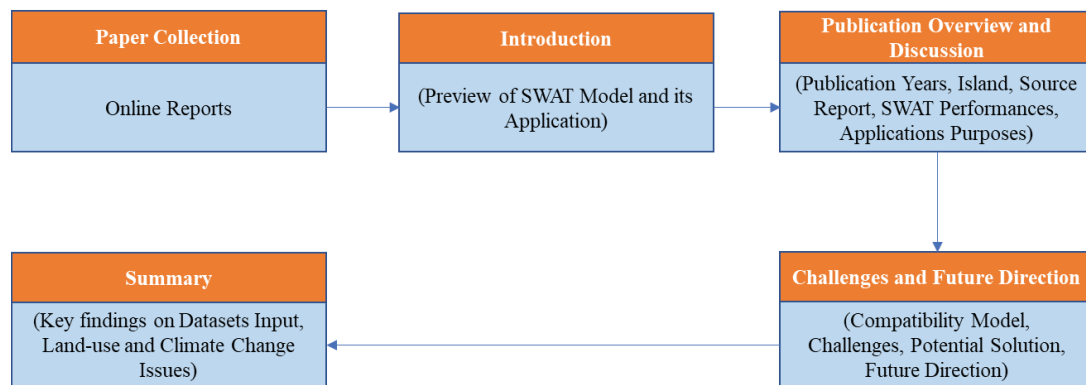 Paper Collection
Online Reports
Introduction
(Preview of SWAT Model and its
Application)
Publication Overview and
Discussion
(Publication Years, Island, Source
Report, SWAT Performances,
Applications Purposes)
Challenges and Future Direction
(Compatibility Model,
Challenges, Potential Solution,
Future Direction)
Summary
(Key findings on Datasets Input,
Land-use and Climate Change
Issues)